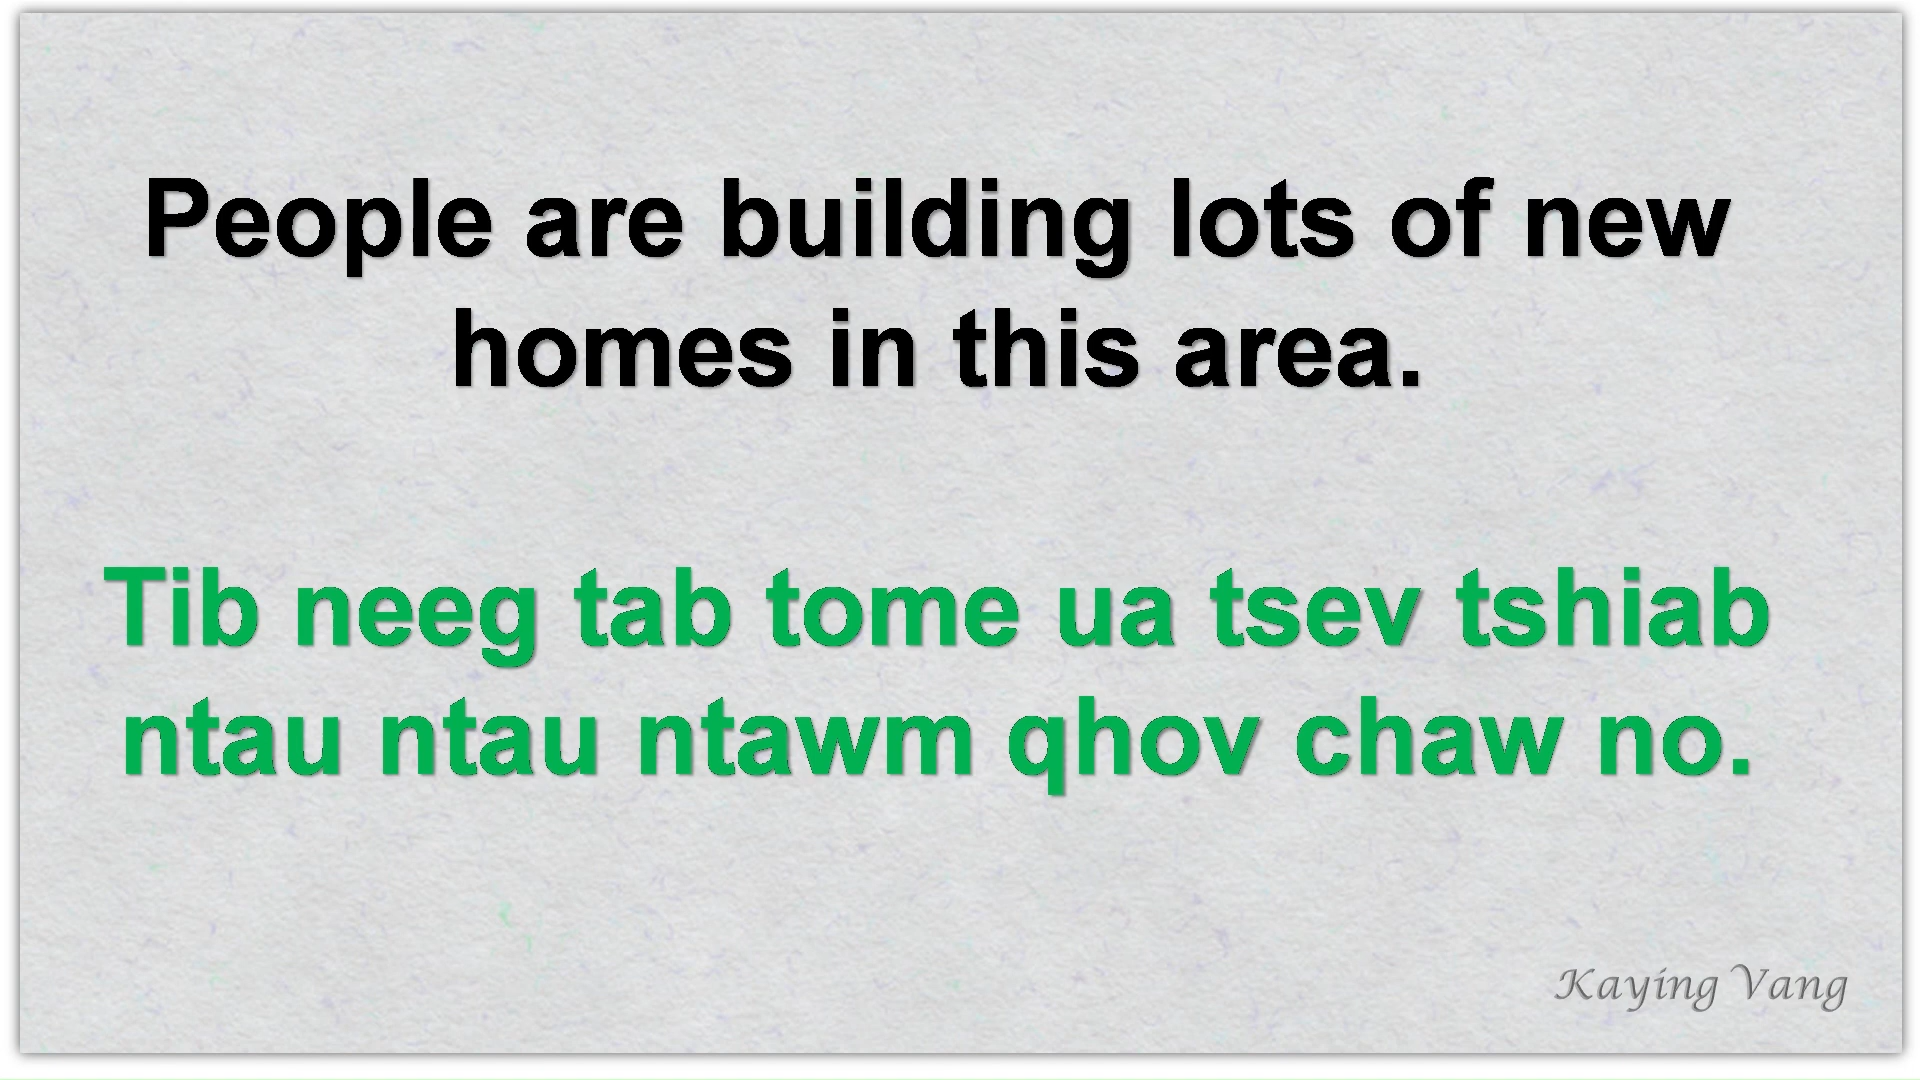 People are building lots of new
homes in this area.
Tib neeg tab tome ua tsev tshiab
ntau ntau ntawm qhov chaw no.
Kaying Vang